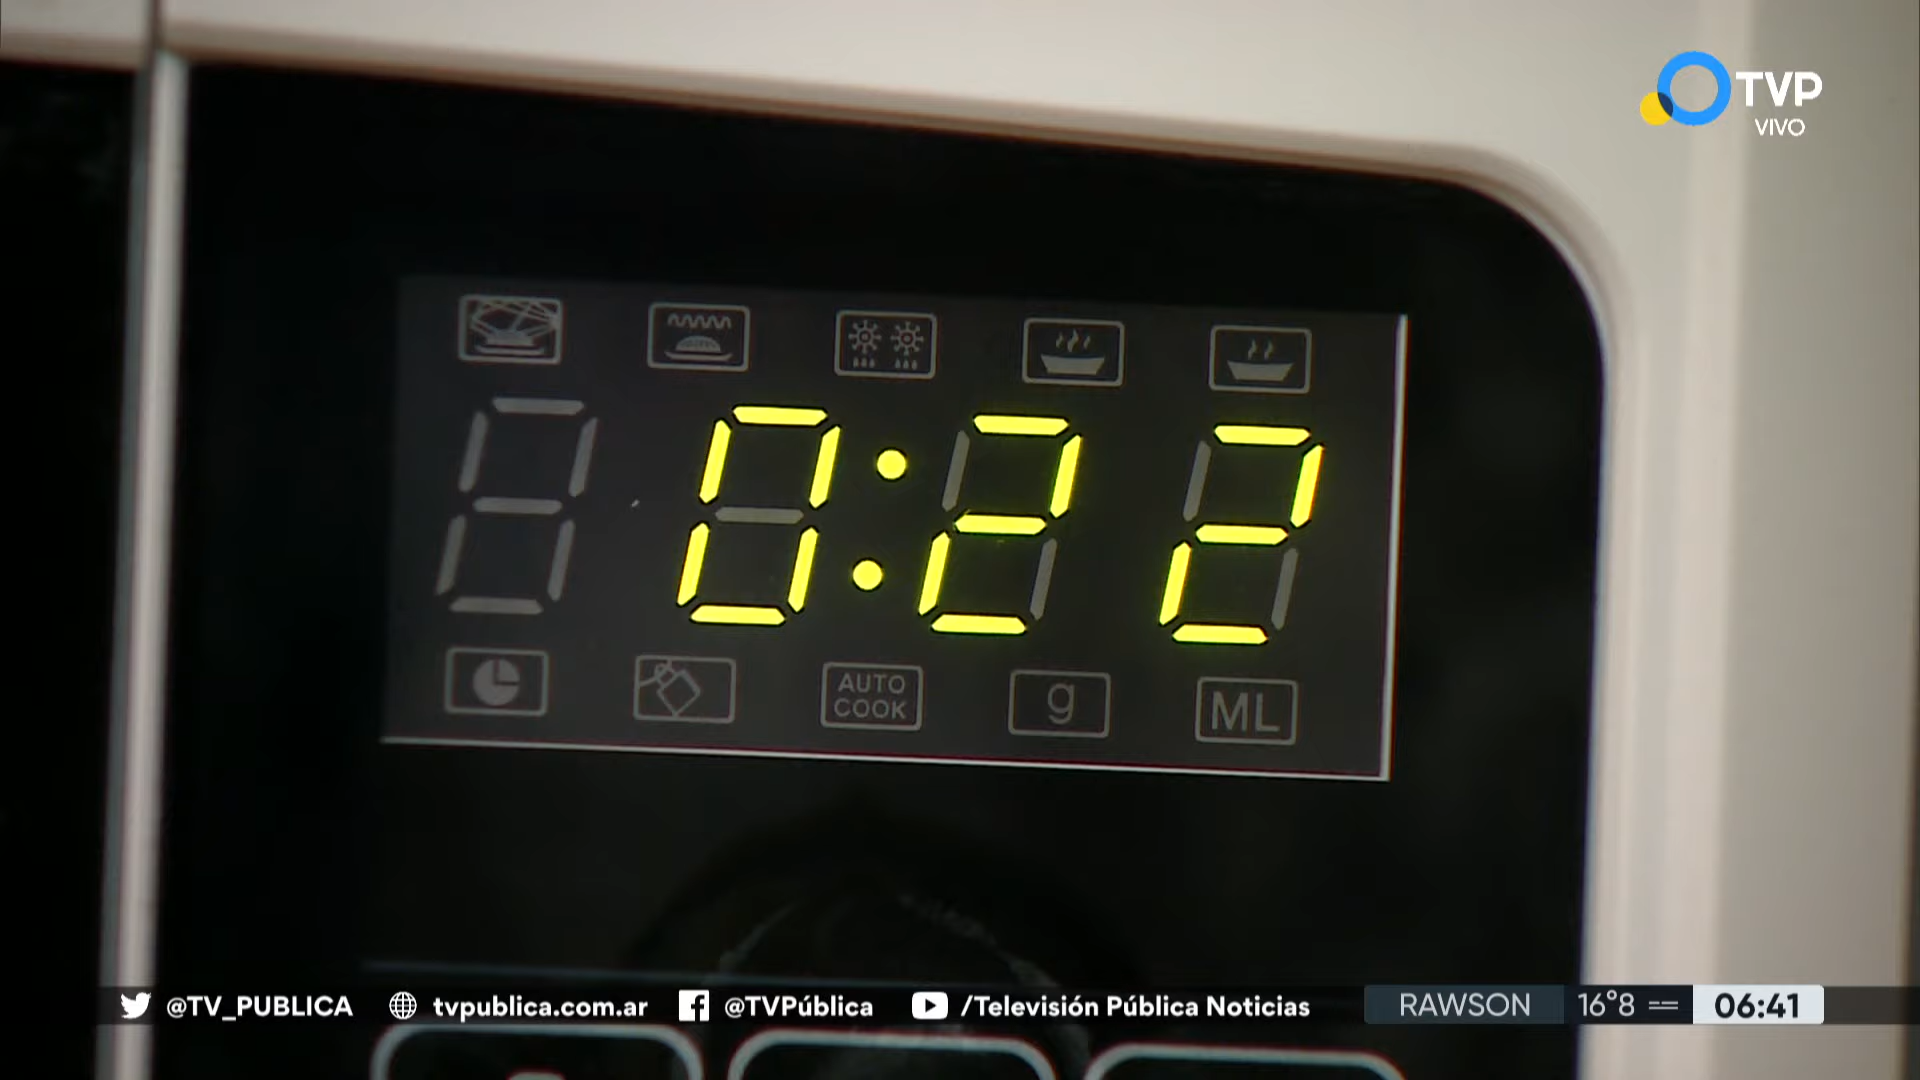 TVP
VIVO
0:22
AUTO
COOK
g
ML
@TV_PUBLICA
tvpublica.com.ar
@TVPública
/Televisión Pública Noticias
RAWSON
16°8
06:41